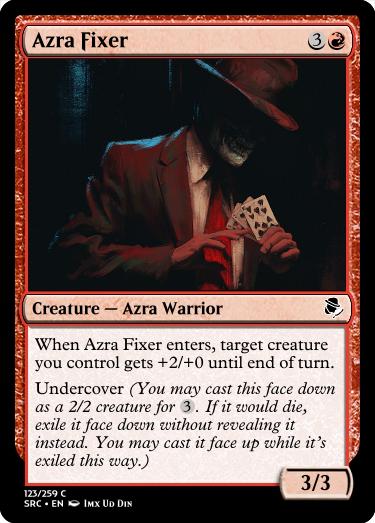 Azra Fixer 3
Creature — Azra Warrior
When Azra Fixer enters, target creature
you control gets +2/+0 until end of turn.
Undercover (You may cast this face down
as a 2/2 creature for 3. If it would die,
exile it face down without revealing it
instead. You may cast it face up while it's
exiled this way.)
3/3
123/259 C
SRC • EN Imx Ud Din